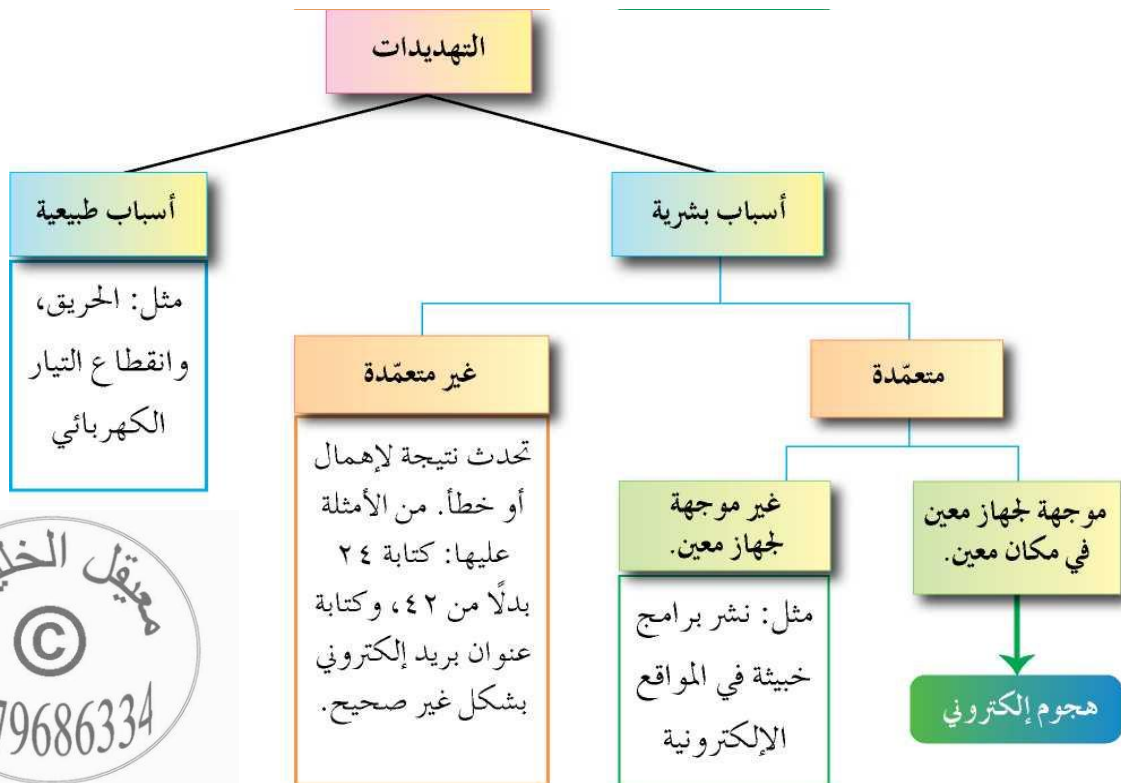 التهديدات
أسباب بشرية
أسباب طبيعية
مثل: الحريق،
وانقطاع التيار
الكهربائي
متعمّدة
غير متعمّدة
تحدث نتيجة لإهمال
أو خطأ. من الأمثلة
عليها: كتابة ٢٤
بدلًا من ٤٢، وكتابة
عنوان بريد إلكتروني
بشكل غير صحيح.
موجهة لجهاز معين
في مكان معين.
هجوم إلكتروني
غير موجهة
لجهاز معين.
مثل: نشر برامج
خبيثة في المواقع
الإلكترونية
معيقل
©
79686334